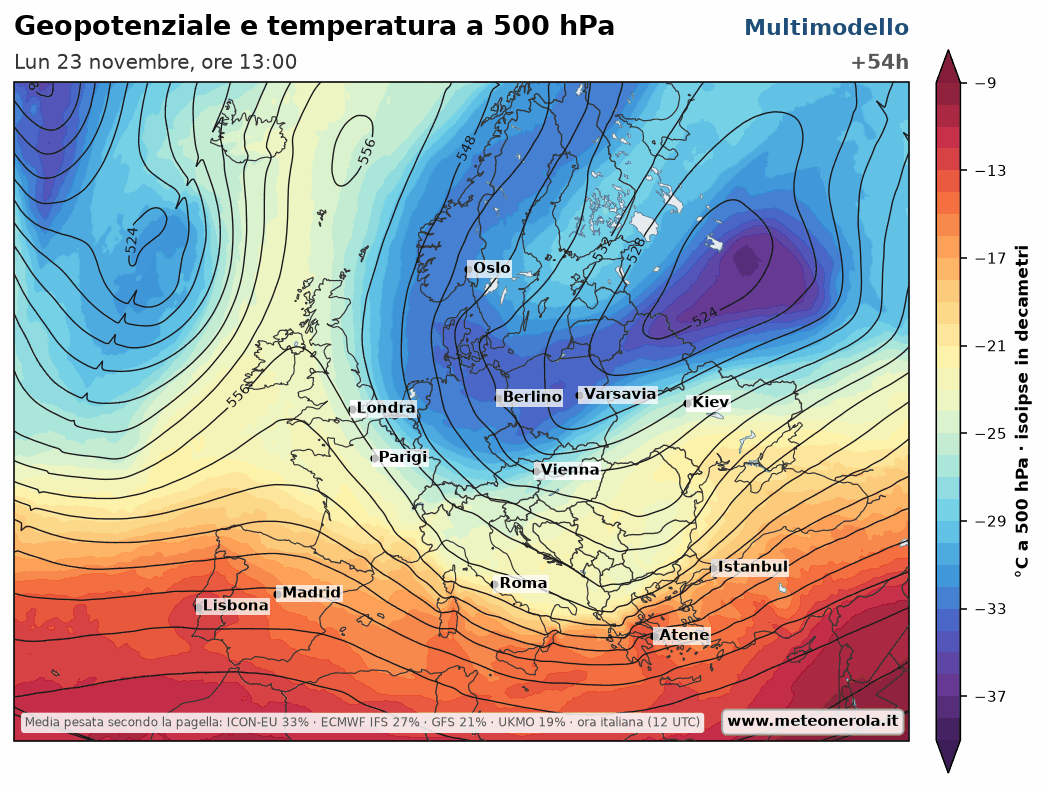 Geopotenziale e temperatura a 500 hPa
Multimodello
Lun 23 novembre, ore 13:00
+54h
−9
−13
−17
−21
−25
−29
−33
−37
°C a 500 hPa · isoipse in decametri
548
556
524
532
528
524
556
Oslo
Berlino
Varsavia
Kiev
Londra
Parigi
Vienna
Istanbul
Roma
Madrid
Lisbona
Atene
Media pesata secondo la pagella: ICON-EU 33% · ECMWF IFS 27% · GFS 21% · UKMO 19% · ora italiana (12 UTC)
www.meteonerola.it